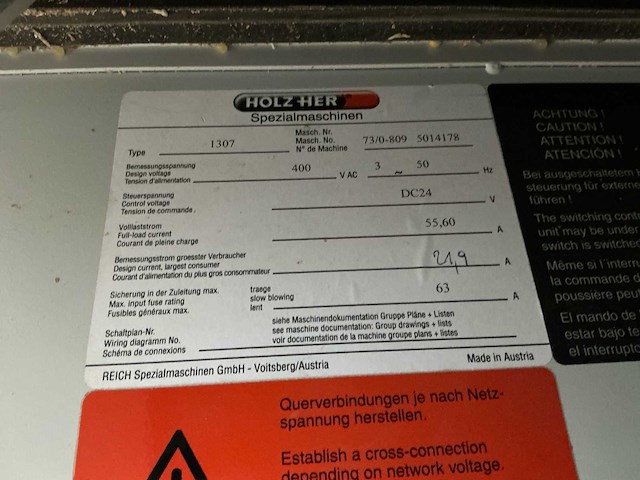 HOLZ-HER
Spezialmaschinen
Type 1307
Masch. Nr.
Masch. No. 73/0-809 5014178
N° de Machine
Bemessungsspannung
Design voltage 400 V AC 3 ~ 50 Hz
Tension d'alimentation
Steuerspannung
Control voltage DC24 V
Tension de commande
Vollaststrom
Full-load current 55,60 A
Courant de pleine charge
Bemessungsstrom groesster Verbraucher
Design current, largest consumer 21,9 A
Courant d'alimentation du plus gros consommateur
Sicherung in der Zuleitung max. traege
Max. input fuse rating slow blowing 63 A
Fusibles généraux max. lent
Schaltplan-Nr. siehe Maschinendokumentation Gruppe Pläne + Listen
Wiring diagramm No. see machine documentation: Group drawings + lists
Schéma de connexions voir documentation de la machine groupe plans + listes
REICH Spezialmaschinen GmbH - Voitsberg/Austria Made in Austria
ACHTUNG !
CAUTION !
ATTENTION !
ATENCIÓN !
Bei ausgeschaltetem
steuerung für externe
führen !
The switching
unit may be under
switch is switched
Même si l'interru
la commande d
poussière peu
El mando de
estar bajo te
el interrupto
Querverbindungen je nach Netz-
spannung herstellen.
Establish a cross-connection
depending on network voltage.